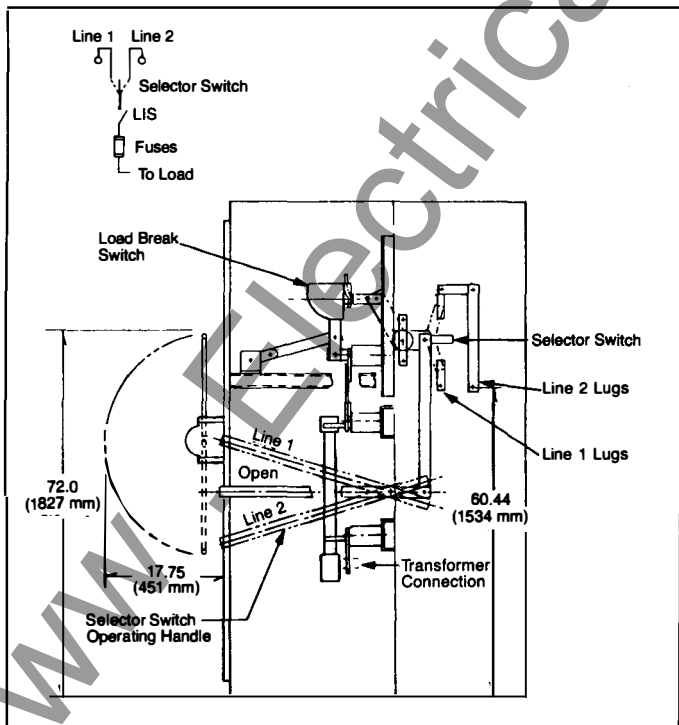 Line 1 Line 2
Selector Switch
LIS
Fuses
To Load
Load Break
Switch
Selector Switch
Line 2 Lugs
Line 1 Lugs
Line 1
Open
Line 2
72.0
(1827 mm)
60.44
(1534 mm)
17.75
(451 mm)
Transformer
Connection
Selector Switch
Operating Handle
ww.Electrica